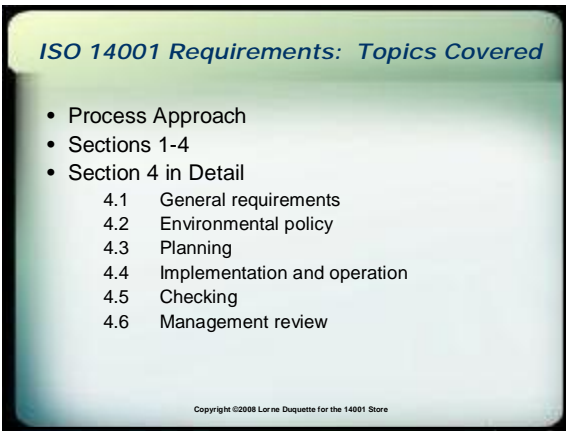 ISO 14001 Requirements: Topics Covered
• Process Approach
• Sections 1-4
• Section 4 in Detail
4.1 General requirements
4.2 Environmental policy
4.3 Planning
4.4 Implementation and operation
4.5 Checking
4.6 Management review
Copyright ©2008 Lorne Duquette for the 14001 Store